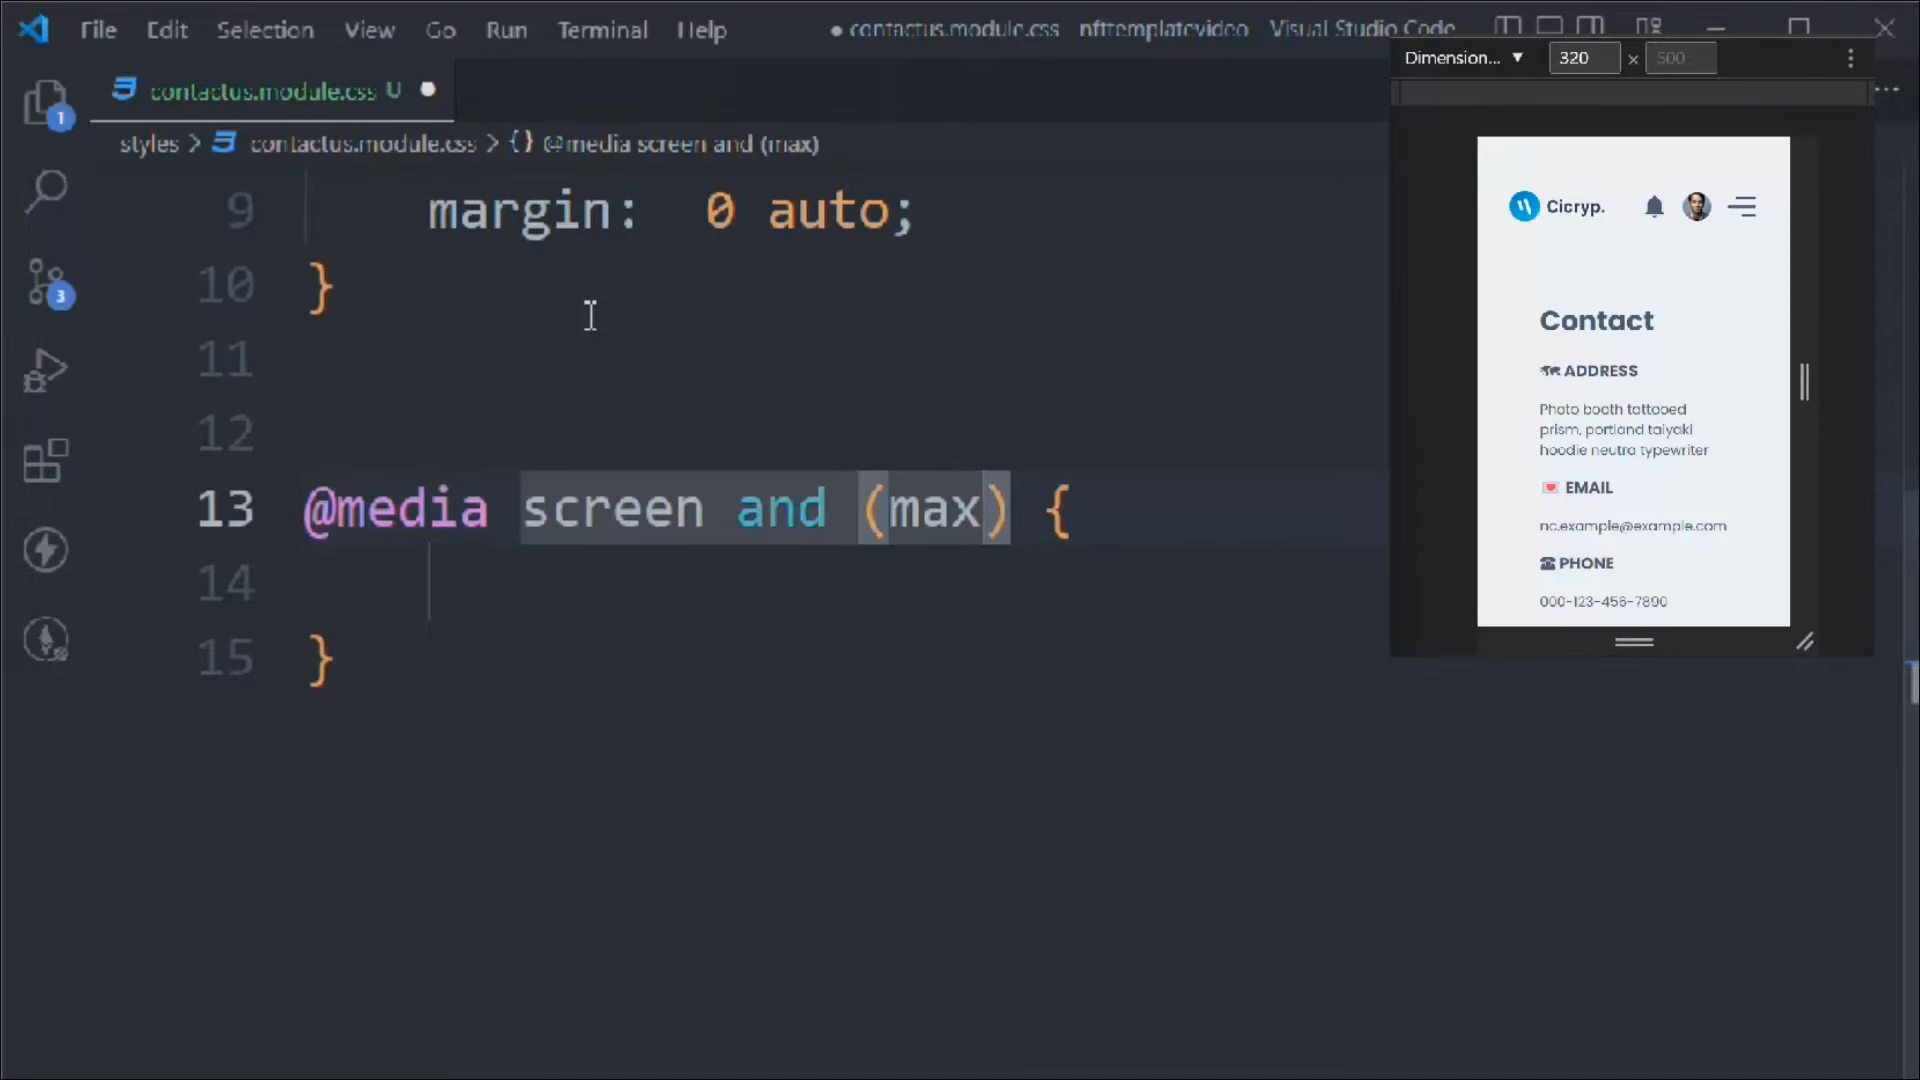 File Edit Selection View Go Run Terminal Help
● contactus.module.css nfttemplatevideo Visual Studio Code
contactus.module.css U ●
styles > contactus.module.css > {} @media screen and (max)
9 margin: 0 auto;
10 }
11
12
13 @media screen and (max) {
14
15 }
1
3
Dimension... ▼ 320 × 500
Cicryp.
Contact
ADDRESS
Photo booth tattooed
prism, portland taiyaki
hoodie neutra typewriter
EMAIL
nc.example@example.com
PHONE
000-123-456-7890